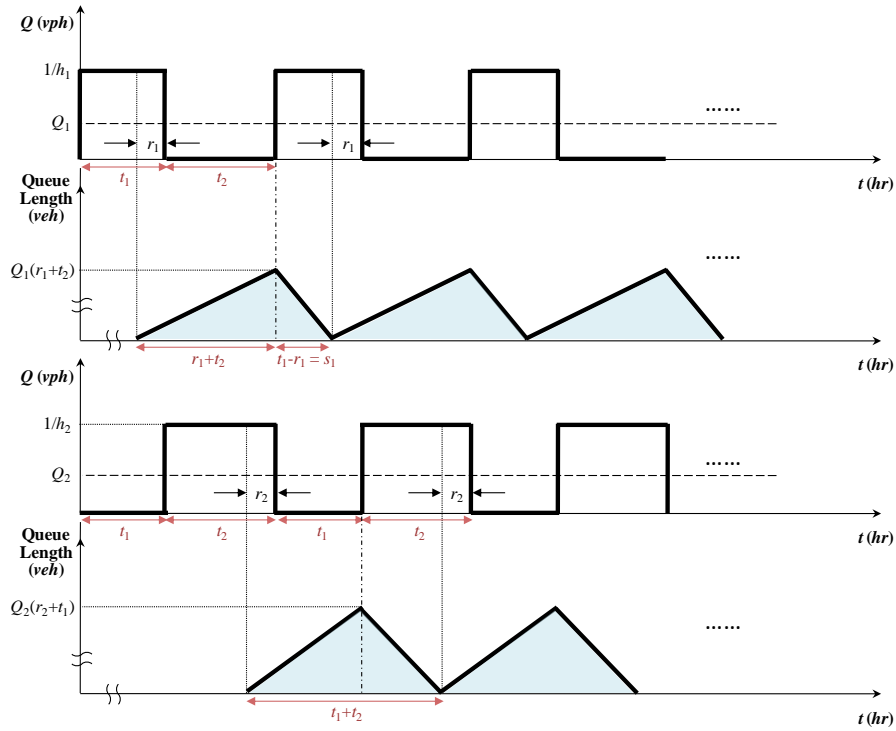 Q (vph)
1/h₁
Q₁
r₁
r₁
……
t₁
t₂
t (hr)
Queue
Length
(veh)
Q₁(r₁+t₂)
……
r₁+t₂
t₁-r₁ = s₁
t (hr)
Q (vph)
1/h₂
Q₂
r₂
r₂
……
t₁
t₂
t₁
t₂
t (hr)
Queue
Length
(veh)
Q₂(r₂+t₁)
……
t₁+t₂
t (hr)